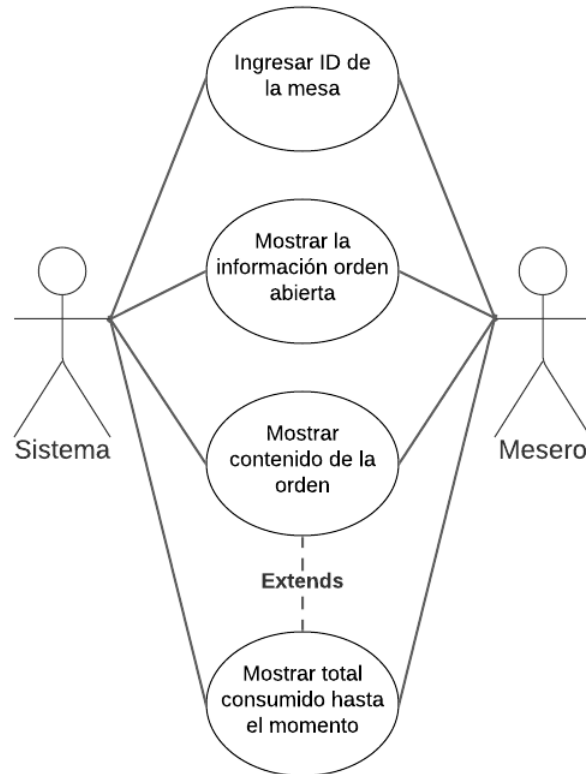 Ingresar ID de
la mesa
Mostrar la
información orden
abierta
Sistema
Mesero
Mostrar
contenido de la
orden
Extends
Mostrar total
consumido hasta
el momento